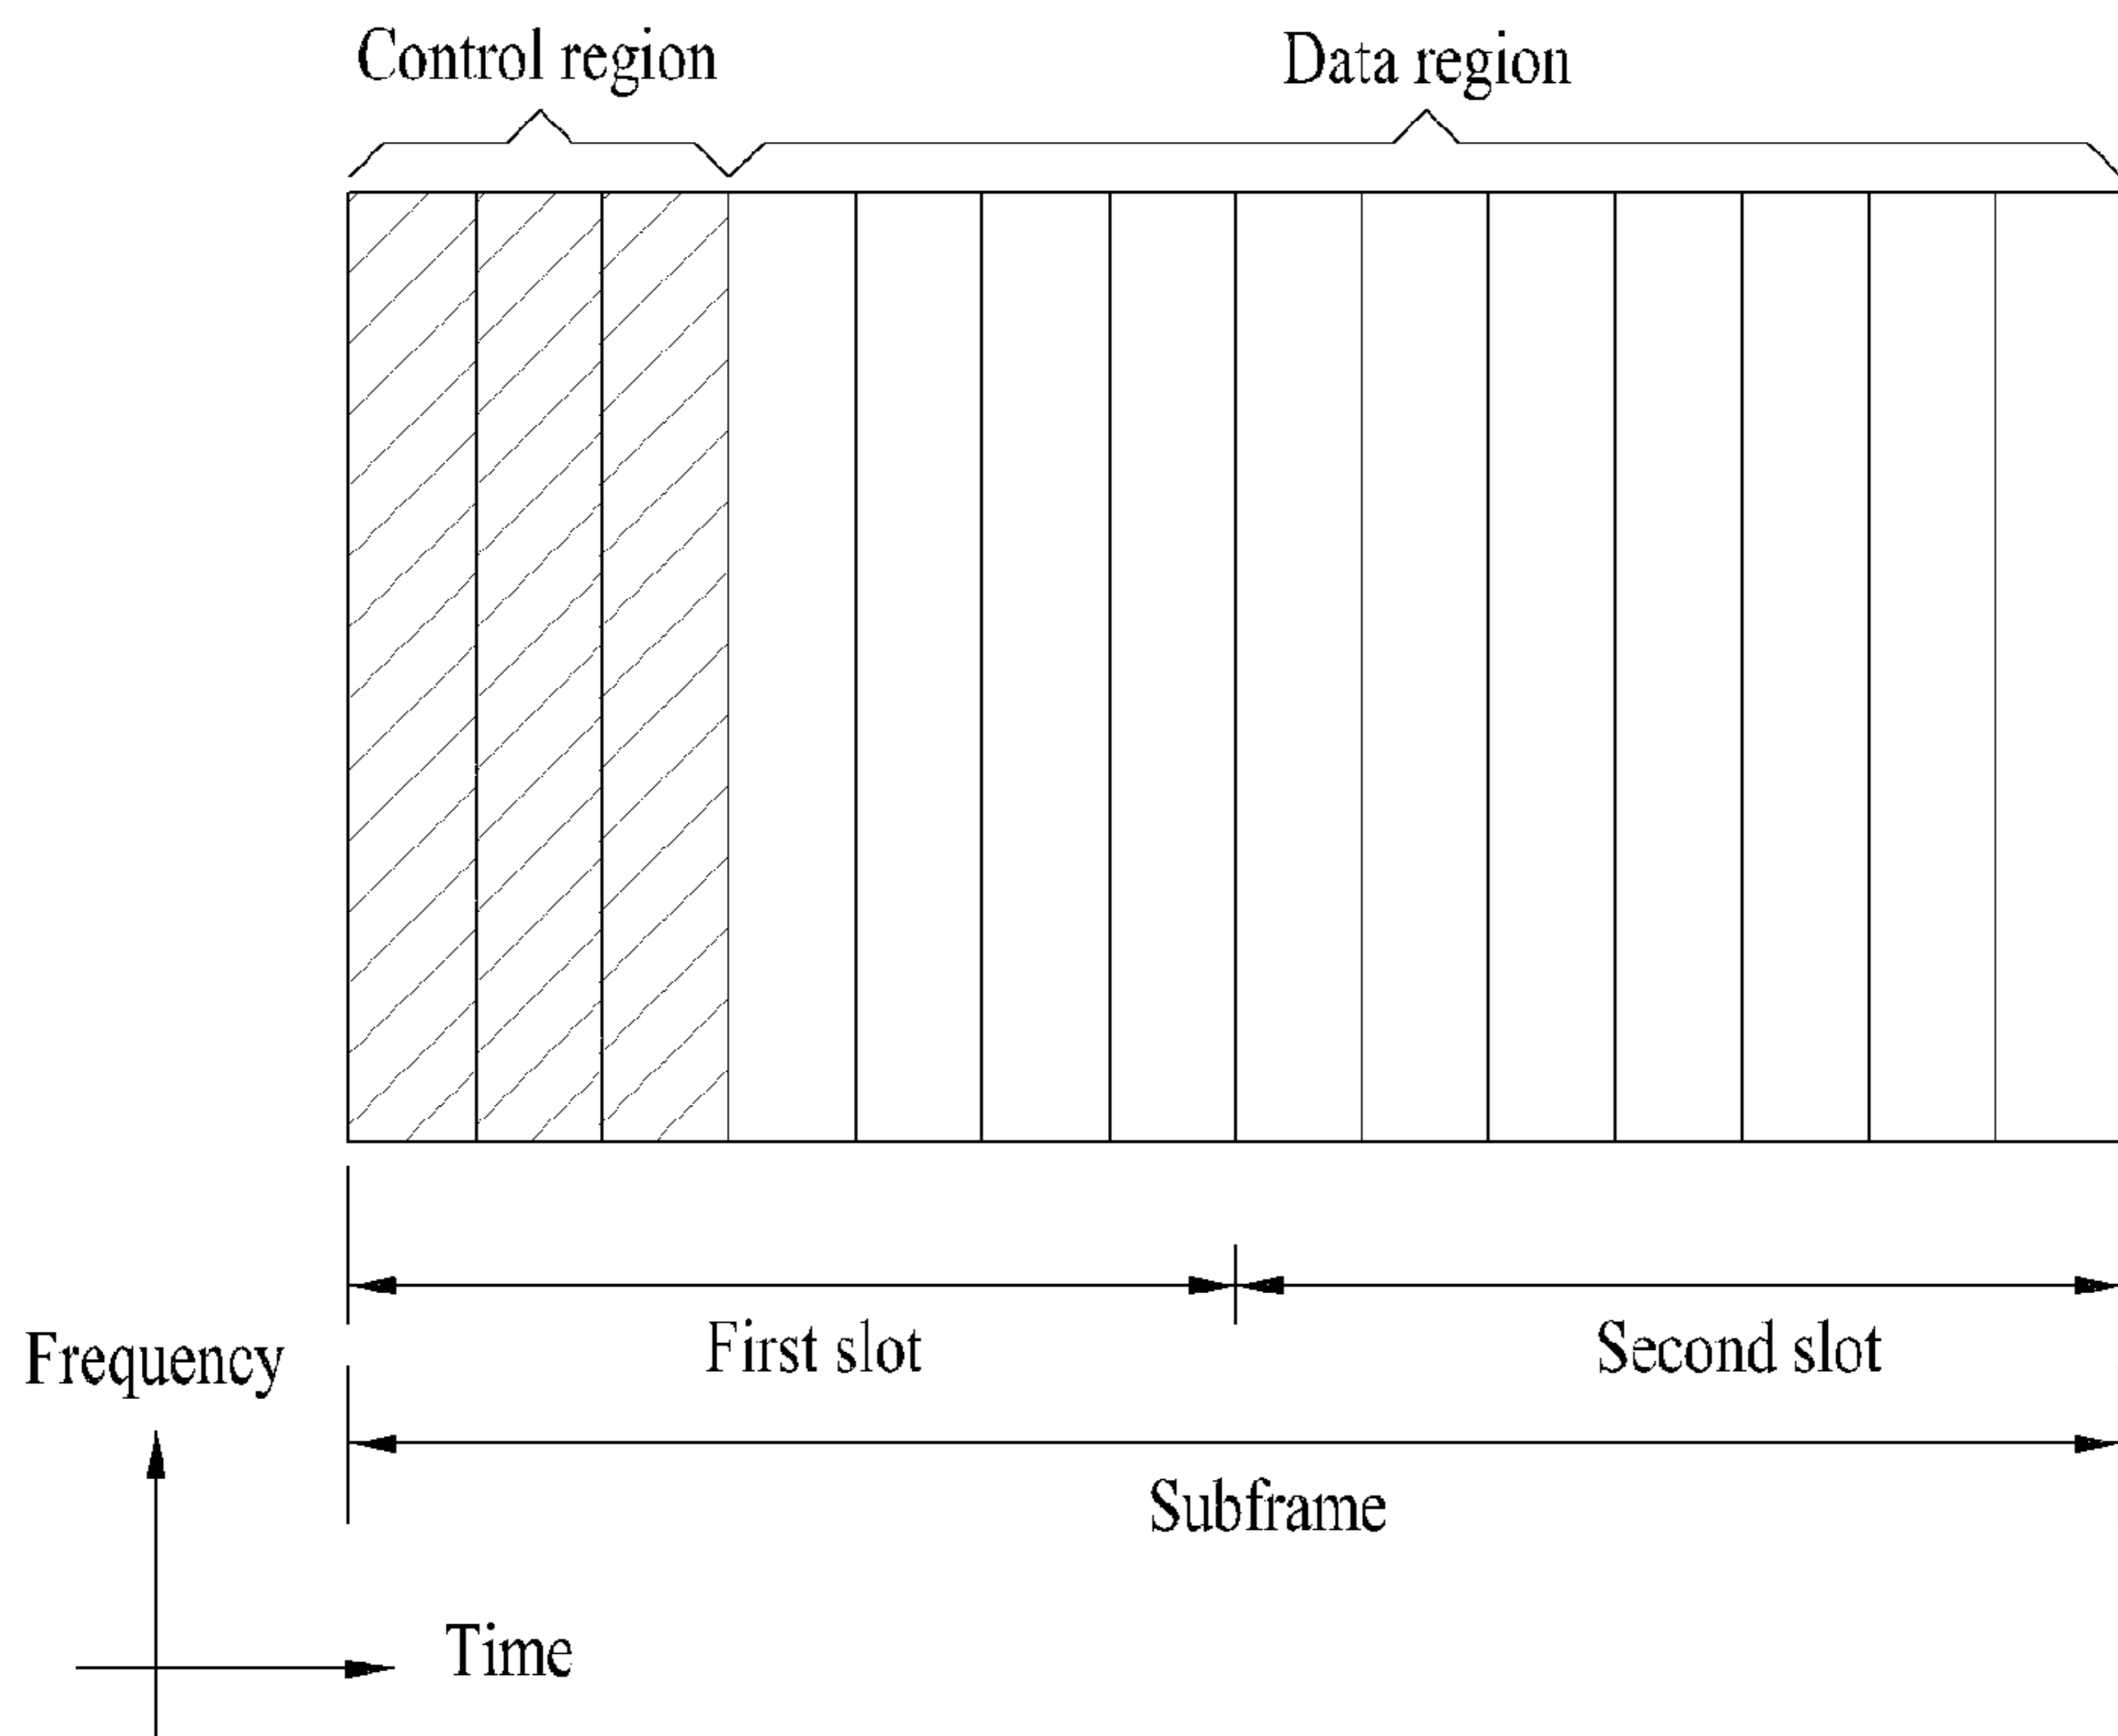 Control region
Data region
First slot
Second slot
Frequency
Subframe
Time